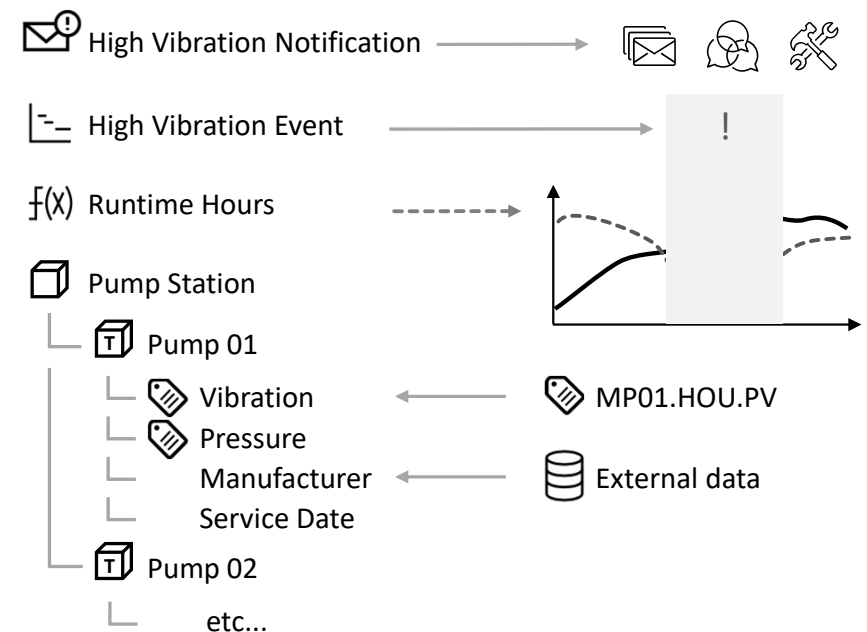 High Vibration Notification
High Vibration Event
!
f(x) Runtime Hours
Pump Station
T Pump 01
Vibration
MP01.HOU.PV
Pressure
Manufacturer
External data
Service Date
T Pump 02
etc...